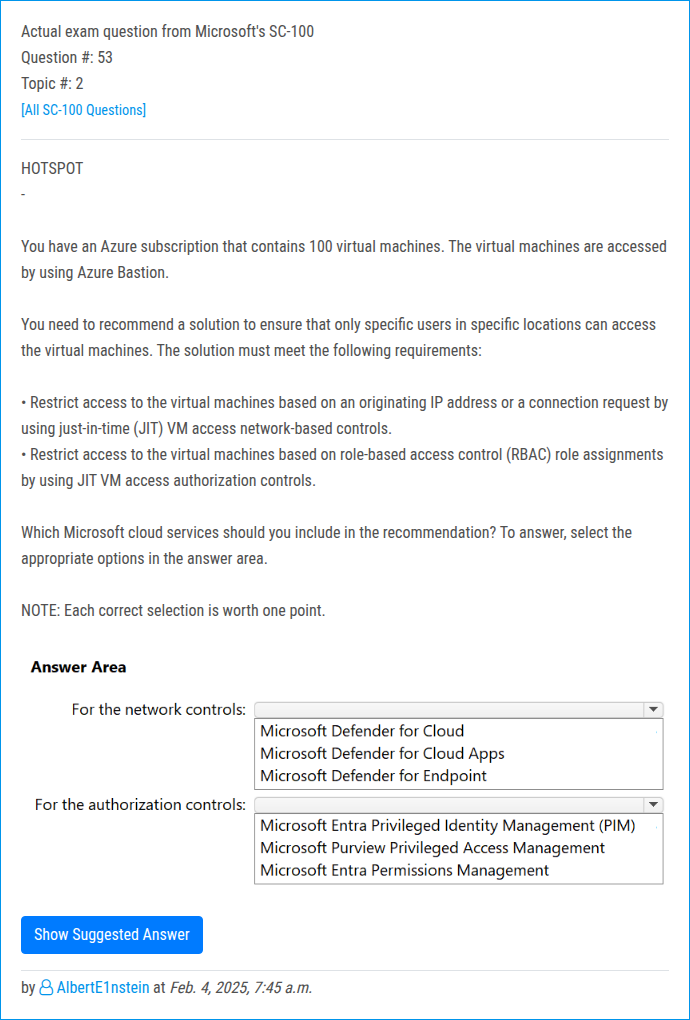 Actual exam question from Microsoft's SC-100
Question #: 53
Topic #: 2
[All SC-100 Questions]
HOTSPOT
-
You have an Azure subscription that contains 100 virtual machines. The virtual machines are accessed
by using Azure Bastion.
You need to recommend a solution to ensure that only specific users in specific locations can access
the virtual machines. The solution must meet the following requirements:
• Restrict access to the virtual machines based on an originating IP address or a connection request by
using just-in-time (JIT) VM access network-based controls.
• Restrict access to the virtual machines based on role-based access control (RBAC) role assignments
by using JIT VM access authorization controls.
Which Microsoft cloud services should you include in the recommendation? To answer, select the
appropriate options in the answer area.
NOTE: Each correct selection is worth one point.
Answer Area
For the network controls:
Microsoft Defender for Cloud
Microsoft Defender for Cloud Apps
Microsoft Defender for Endpoint
For the authorization controls:
Microsoft Entra Privileged Identity Management (PIM)
Microsoft Purview Privileged Access Management
Microsoft Entra Permissions Management
Show Suggested Answer
by AlbertE1nstein at Feb. 4, 2025, 7:45 a.m.